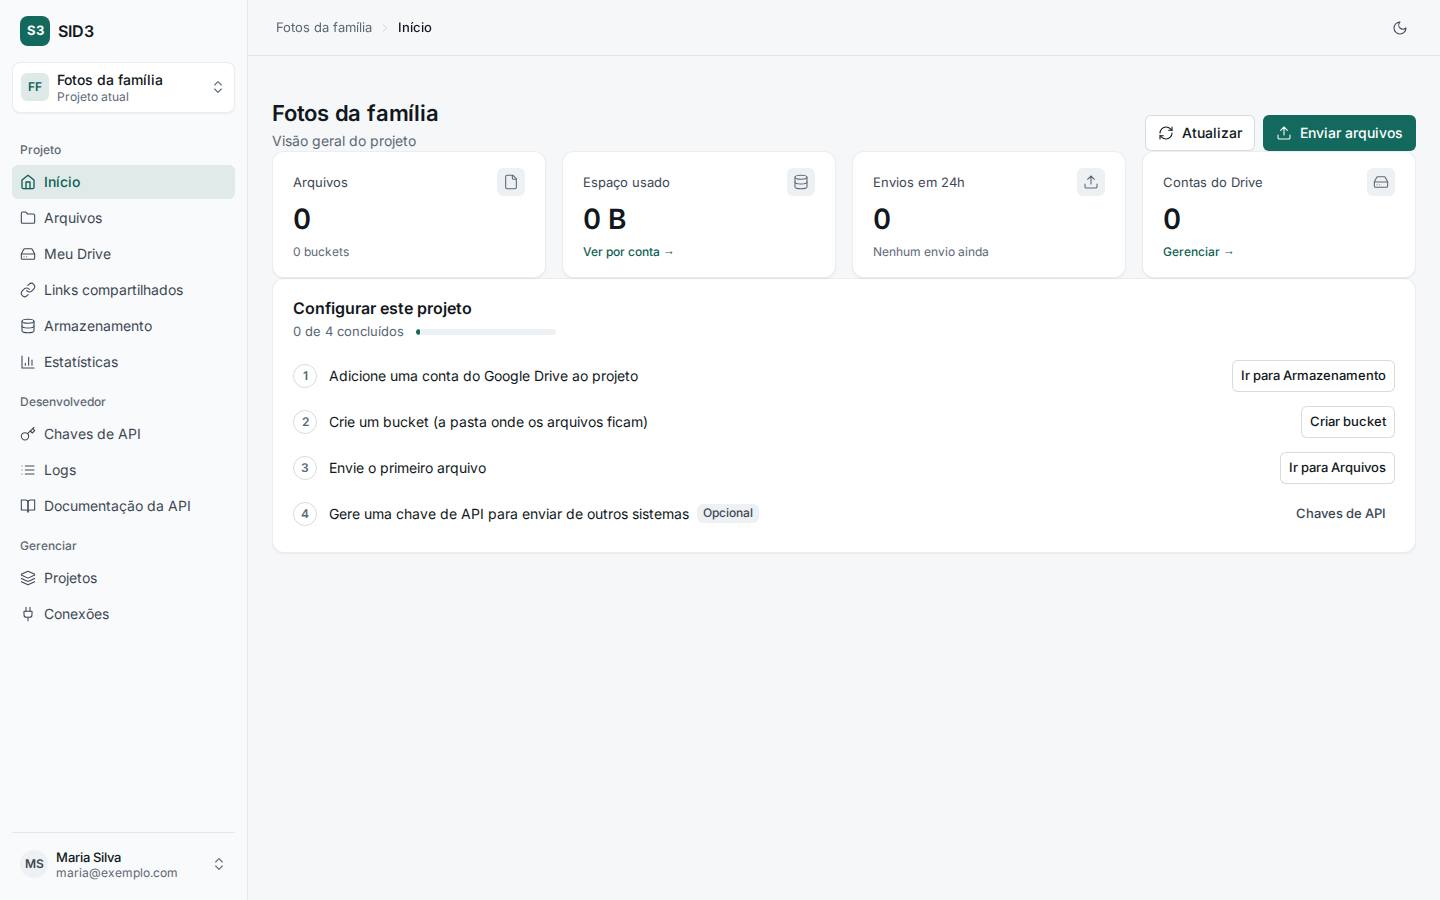 S3 SID3
FF Fotos da família
Projeto atual
Projeto
Início
Arquivos
Meu Drive
Links compartilhados
Armazenamento
Estatísticas
Desenvolvedor
Chaves de API
Logs
Documentação da API
Gerenciar
Projetos
Conexões
MS Maria Silva
maria@exemplo.com
Fotos da família > Início
Fotos da família
Visão geral do projeto
Atualizar Enviar arquivos
Arquivos
0
0 buckets
Espaço usado
0 B
Ver por conta →
Envios em 24h
0
Nenhum envio ainda
Contas do Drive
0
Gerenciar →
Configurar este projeto
0 de 4 concluídos
1 Adicione uma conta do Google Drive ao projeto Ir para Armazenamento
2 Crie um bucket (a pasta onde os arquivos ficam) Criar bucket
3 Envie o primeiro arquivo Ir para Arquivos
4 Gere uma chave de API para enviar de outros sistemas Opcional Chaves de API